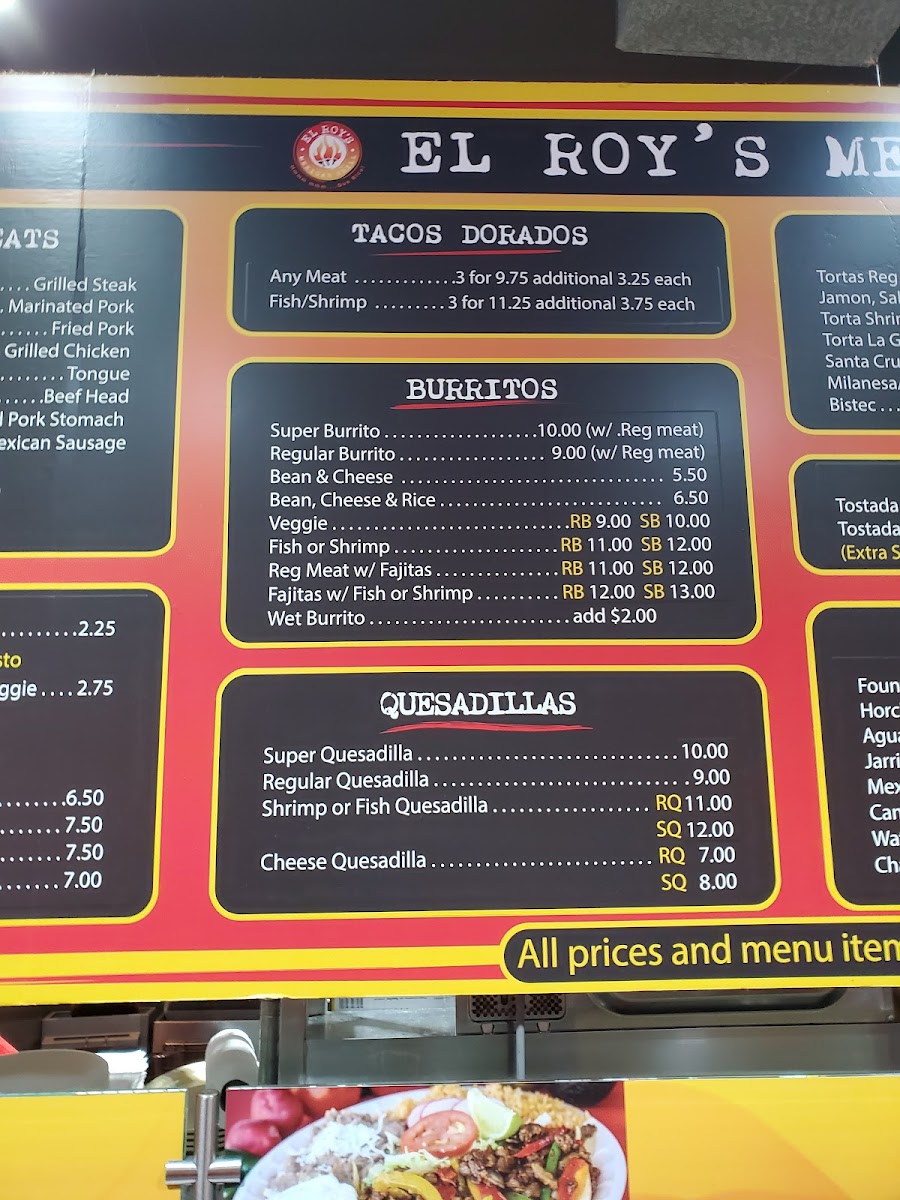 EL ROY'S
MEXICAN GRILL
EL ROY'S ME
EATS
.... Grilled Steak
. Marinated Pork
...... Fried Pork
Grilled Chicken
.........Tongue
......Beef Head
d Pork Stomach
exican Sausage
..........2.25
sto
ggie....2.75
.........6.50
.........7.50
.........7.50
.........7.00
TACOS DORADOS
Any Meat .............3 for 9.75 additional 3.25 each
Fish/Shrimp .........3 for 11.25 additional 3.75 each
BURRITOS
Super Burrito...................10.00 (w/ .Reg meat)
Regular Burrito.................. 9.00 (w/ Reg meat)
Bean & Cheese ................................. 5.50
Bean, Cheese & Rice............................. 6.50
Veggie..............................RB 9.00 SB 10.00
Fish or Shrimp.....................RB 11.00 SB 12.00
Reg Meat w/ Fajitas................RB 11.00 SB 12.00
Fajitas w/ Fish or Shrimp..........RB 12.00 SB 13.00
Wet Burrito.........................add $2.00
QUESADILLAS
Super Quesadilla.................................10.00
Regular Quesadilla................................9.00
Shrimp or Fish Quesadilla....................RQ 11.00
SQ 12.00
Cheese Quesadilla............................RQ 7.00
SQ 8.00
Tortas Reg
Jamon, Sal
Torta Shri
Torta La G
Santa Cru
Milanesa/
Bistec...
Tostada
Tostada
(Extra S
Foun
Horc
Agua
Jarri
Mex
Can
Wat
Cha
All prices and menu item